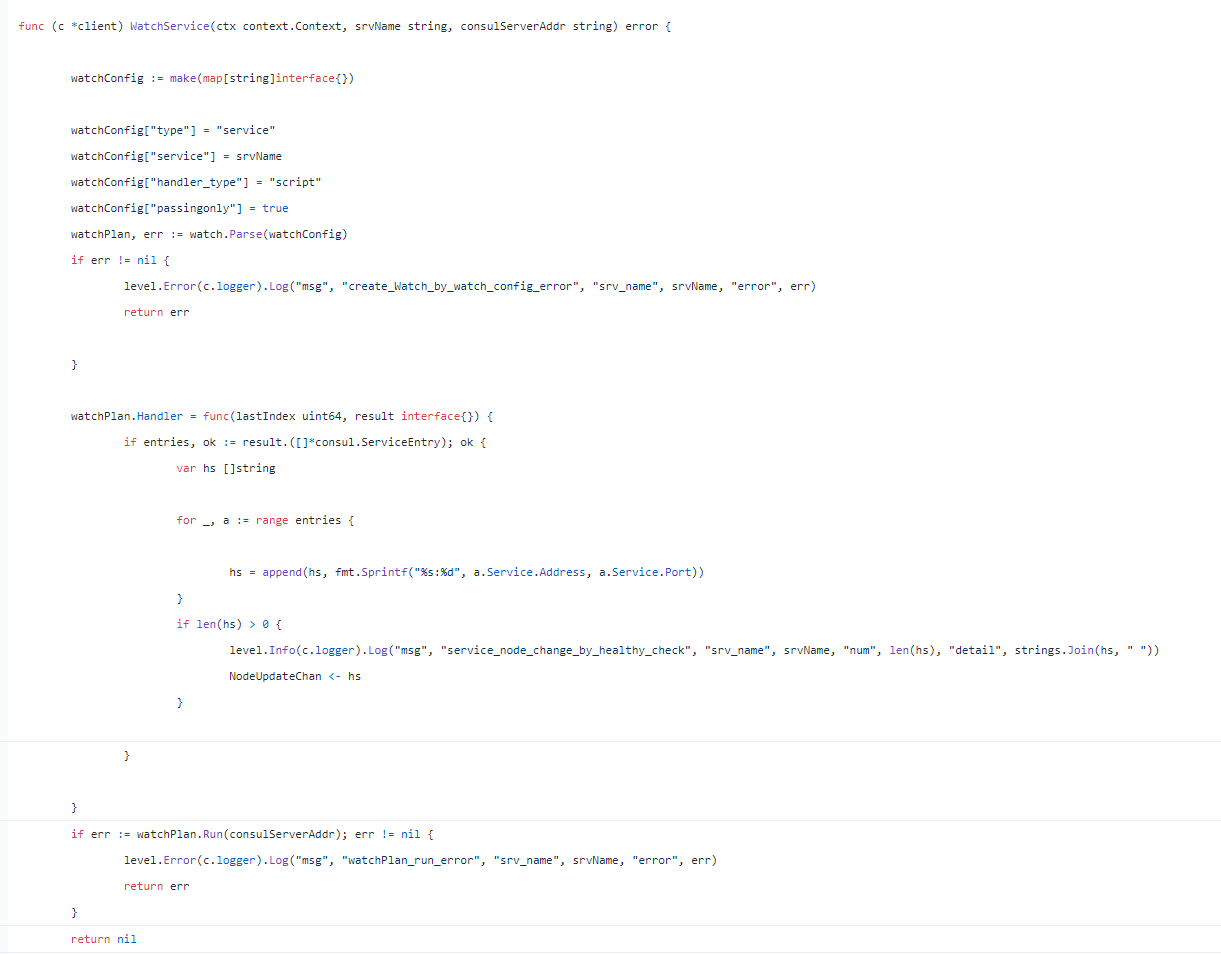 func (c *client) WatchService(ctx context.Context, srvName string, consulServerAddr string) error {
watchConfig := make(map[string]interface{})
watchConfig["type"] = "service"
watchConfig["service"] = srvName
watchConfig["handler_type"] = "script"
watchConfig["passingonly"] = true
watchPlan, err := watch.Parse(watchConfig)
if err != nil {
level.Error(c.logger).Log("msg", "create_Watch_by_watch_config_error", "srv_name", srvName, "error", err)
return err
}
watchPlan.Handler = func(lastIndex uint64, result interface{}) {
if entries, ok := result.([]*consul.ServiceEntry); ok {
var hs []string
for _, a := range entries {
hs = append(hs, fmt.Sprintf("%s:%d", a.Service.Address, a.Service.Port))
}
if len(hs) > 0 {
level.Info(c.logger).Log("msg", "service_node_change_by_healthy_check", "srv_name", srvName, "num", len(hs), "detail", strings.Join(hs, " "))
NodeUpdateChan <- hs
}
}
}
if err := watchPlan.Run(consulServerAddr); err != nil {
level.Error(c.logger).Log("msg", "watchPlan_run_error", "srv_name", srvName, "error", err)
return err
}
return nil